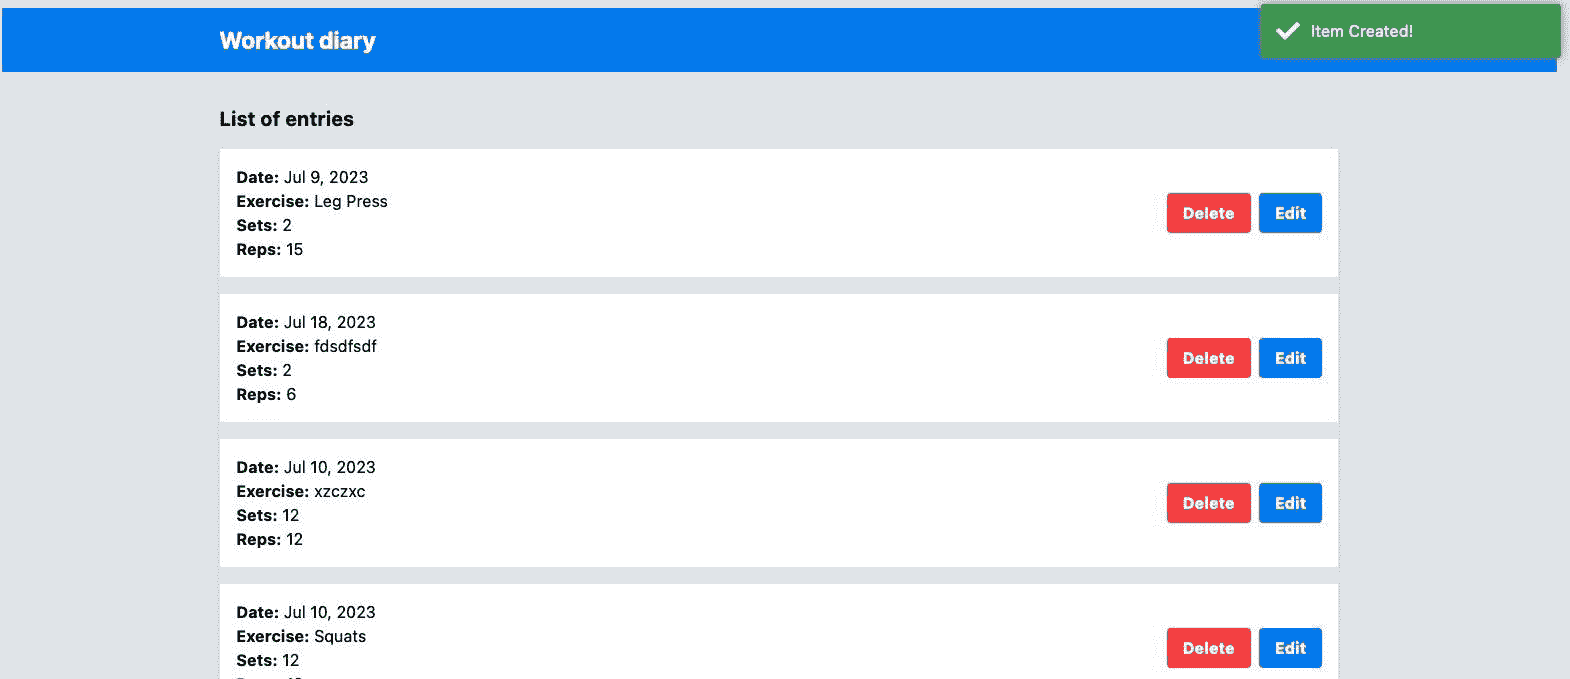 Workout diary
Item Created!
List of entries
Date: Jul 9, 2023
Exercise: Leg Press
Sets: 2
Reps: 15
Delete
Edit
Date: Jul 18, 2023
Exercise: fdsdfsdf
Sets: 2
Reps: 6
Delete
Edit
Date: Jul 10, 2023
Exercise: xzczxc
Sets: 12
Reps: 12
Delete
Edit
Date: Jul 10, 2023
Exercise: Squats
Sets: 12
Delete
Edit